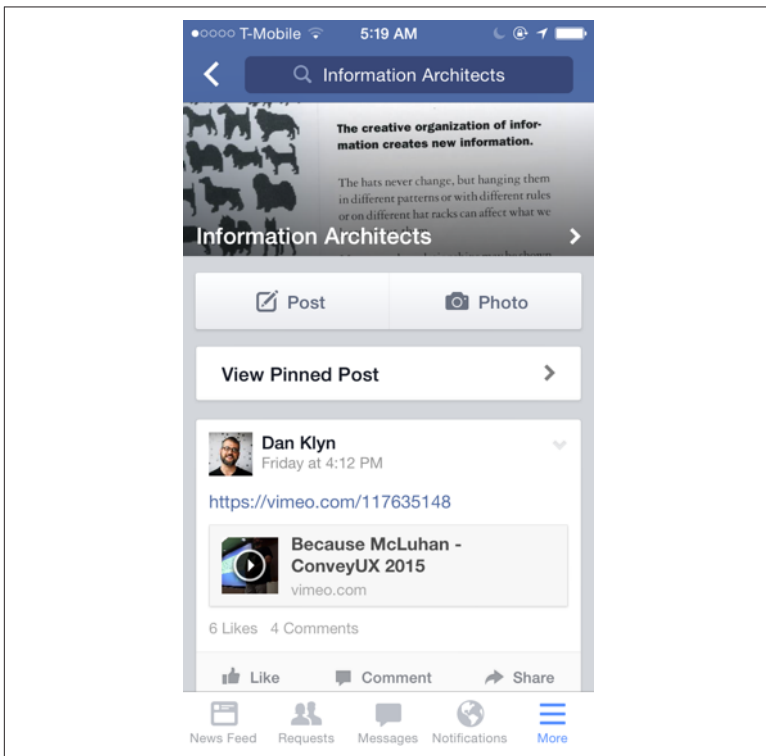 T-Mobile 5:19 AM
Information Architects
The creative organization of infor-
mation creates new information.
The hats never change, but hanging them
in different patterns or with different rules
or on different hat racks can affect what we
Information Architects
Post Photo
View Pinned Post
Dan Klyn
Friday at 4:12 PM
https://vimeo.com/117635148
Because McLuhan -
ConveyUX 2015
vimeo.com
6 Likes 4 Comments
Like Comment Share
News Feed Requests Messages Notifications More